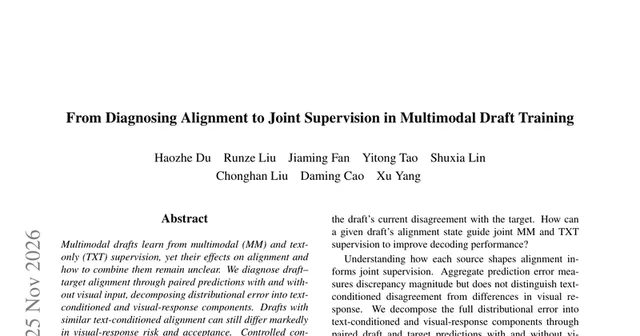 From Diagnosing Alignment to Joint Supervision in Multimodal Draft Training
Haozhe Du Runze Liu Jiaming Fan Yitong Tao Shuxia Lin
Chonghan Liu Daming Cao Xu Yang
25 Nov 2026
Abstract
Multimodal drafts learn from multimodal (MM) and text-
only (TXT) supervision, yet their effects on alignment and
how to combine them remain unclear. We diagnose draft–
target alignment through paired predictions with and with-
out visual input, decomposing distributional error into text-
conditioned and visual-response components. Drafts with
similar text-conditioned alignment can still differ markedly
in visual-response risk and acceptance. Controlled con-
the draft's current disagreement with the target. How can
a given draft's alignment state guide joint MM and TXT
supervision to improve decoding performance?
Understanding how each source shapes alignment in-
forms joint supervision. Aggregate prediction error mea-
sures discrepancy magnitude but does not distinguish text-
conditioned disagreement from differences in visual re-
sponse. We decompose the full distributional error into
text-conditioned and visual-response components through
paired draft and target predictions with and without vi-